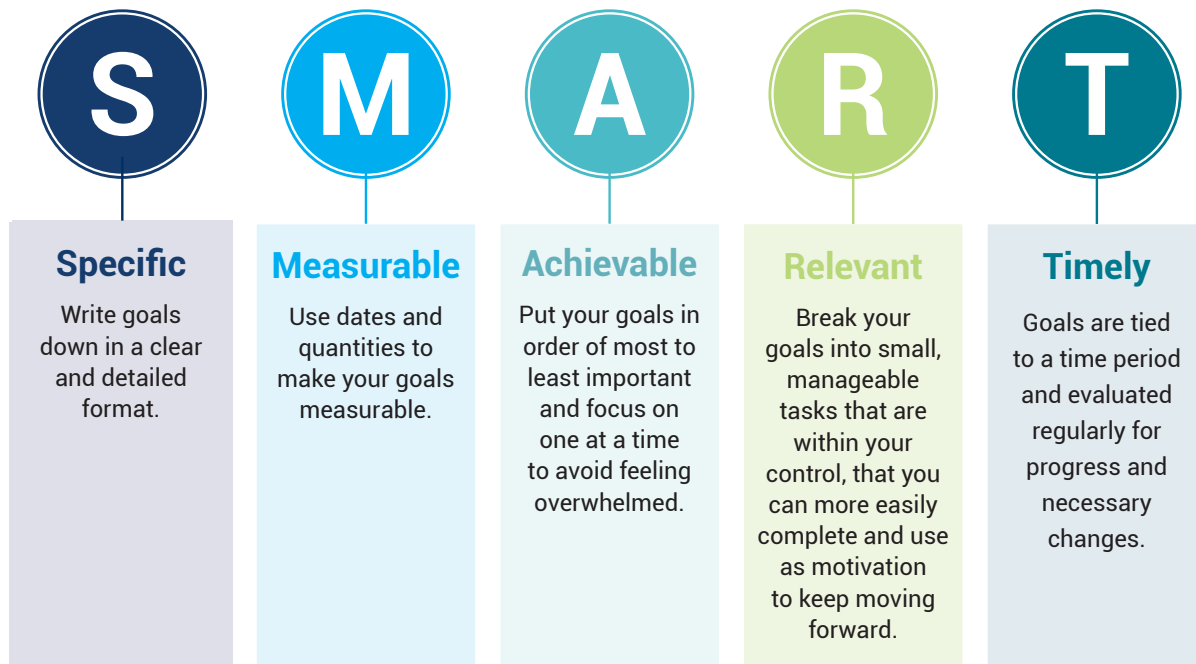 S
M
A
R
T
Specific
Write goals
down in a clear
and detailed
format.
Measurable
Use dates and
quantities to
make your goals
measurable.
Achievable
Put your goals in
order of most to
least important
and focus on
one at a time
to avoid feeling
overwhelmed.
Relevant
Break your
goals into small,
manageable
tasks that are
within your
control, that you
can more easily
complete and use
as motivation
to keep moving
forward.
Timely
Goals are tied
to a time period
and evaluated
regularly for
progress and
necessary
changes.